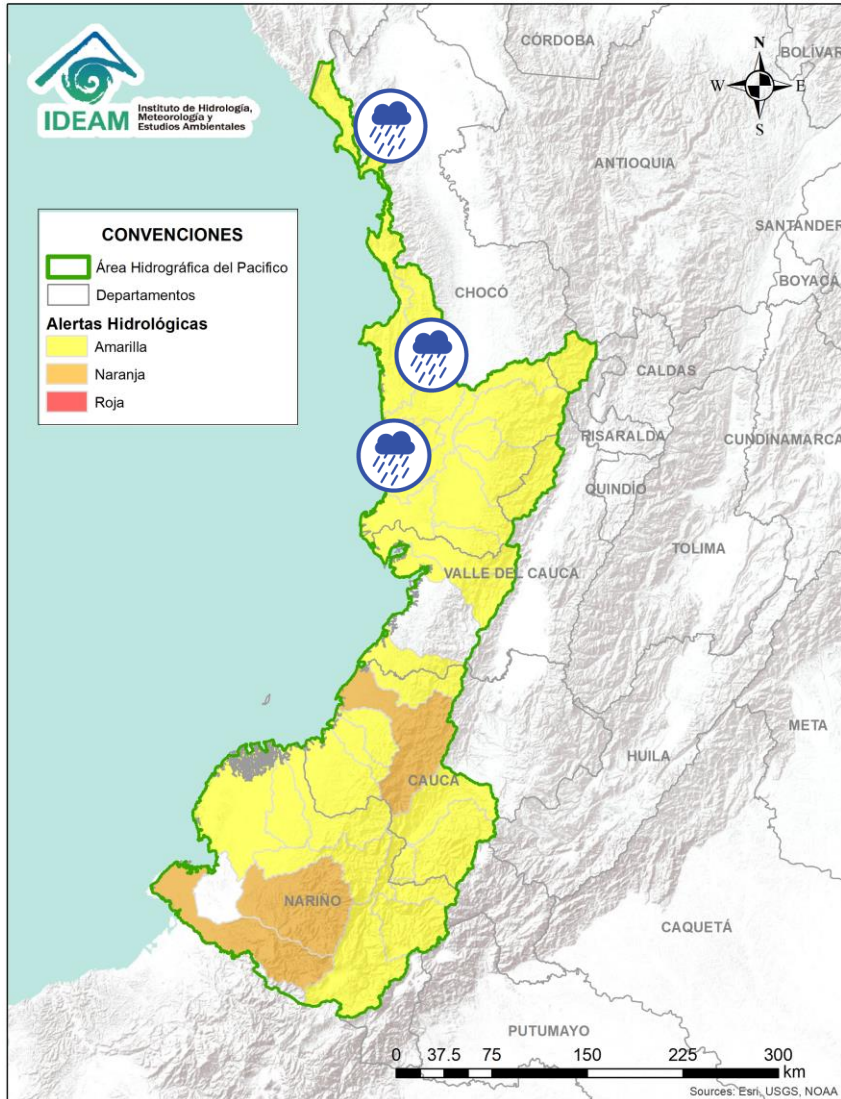 IDEAM
Instituto de Hidrología,
Meteorología y
Estudios Ambientales
CÓRDOBA
BOLÍVAR
N
W
E
S
ANTIOQUIA
SANTANDER
BOYACÁ
CONVENCIONES
Área Hidrográfica del Pacifico
Departamentos
Alertas Hidrológicas
Amarilla
Naranja
Roja
CHOCÓ
CALDAS
RISARALDA
CUNDINAMARCA
QUINDÍO
TOLIMA
VALLE DEL CAUCA
META
HUILA
CAUCA
NARIÑO
CAQUETÁ
PUTUMAYO
0 37.5 75 150 225 300
km
Sources: Esri, USGS, NOAA